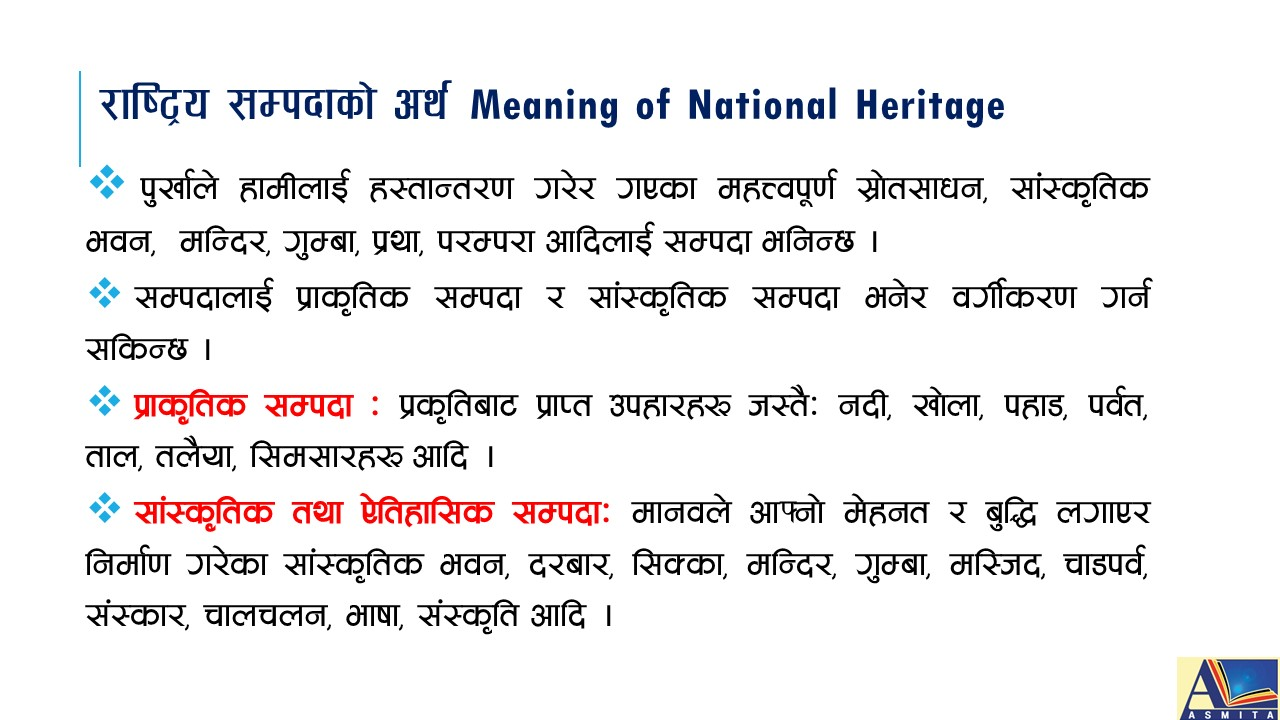 राष्ट्रिय सम्पदाको अर्थ Meaning of National Heritage
❖ पुर्खाले हामीलाई हस्तान्तरण गरेर गएका महत्त्वपूर्ण स्रोतसाधन, सांस्कृतिक
भवन, मन्दिर, गुम्बा, प्रथा, परम्परा आदिलाई सम्पदा भनिन्छ ।
❖ सम्पदालाई प्राकृतिक सम्पदा र सांस्कृतिक सम्पदा भनेर वर्गीकरण गर्न
सकिन्छ ।
❖ प्राकृतिक सम्पदा : प्रकृतिबाट प्राप्त उपहारहरू जस्तै: नदी, खोला, पहाड, पर्वत,
ताल, तलैया, सिमसारहरू आदि ।
❖ सांस्कृतिक तथा ऐतिहासिक सम्पदा: मानवले आफ्नो मेहनत र बुद्धि लगाएर
निर्माण गरेका सांस्कृतिक भवन, दरबार, सिक्का, मन्दिर, गुम्बा, मस्जिद, चाडपर्व,
संस्कार, चालचलन, भाषा, संस्कृति आदि ।
ASMITA